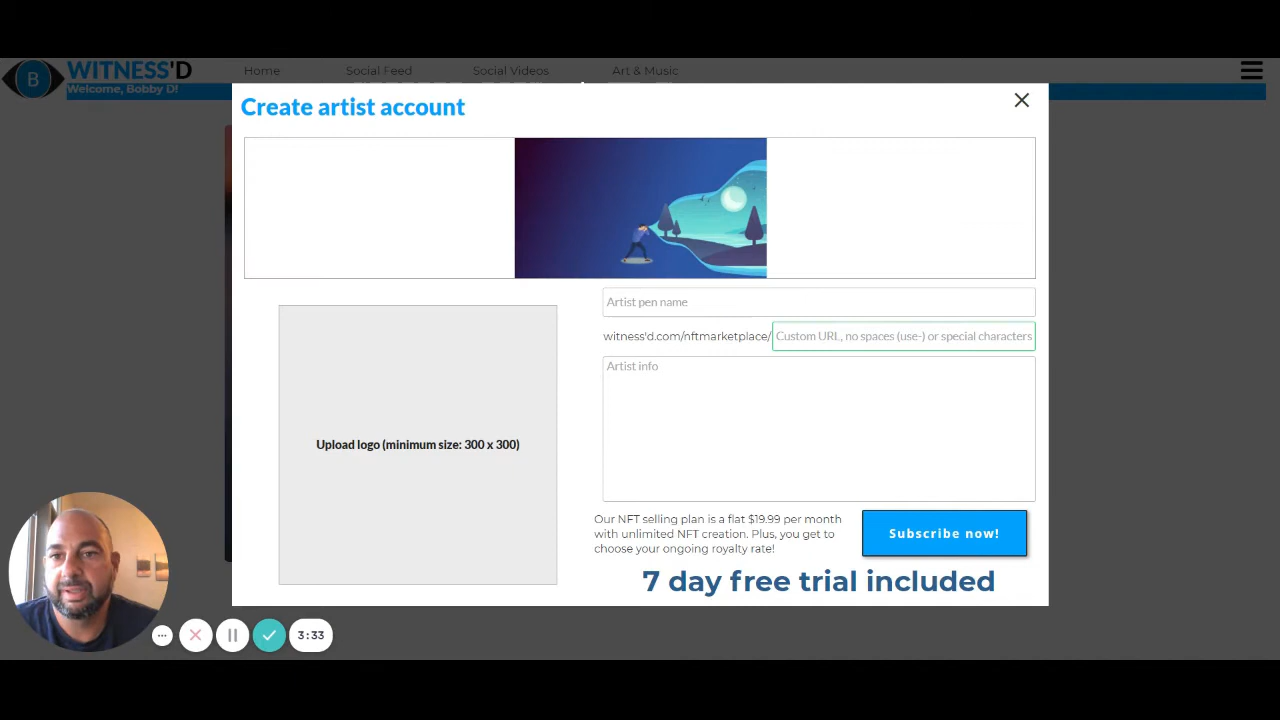 B
WITNESS'D
Home
Social Feed
Social Videos
Art & Music
Welcome, Bobby D!
Create artist account
Artist pen name
witness'd.com/nftmarketplace/
Custom URL, no spaces (use-) or special characters
Artist info
Upload logo (minimum size: 300 x 300)
Our NFT selling plan is a flat $19.99 per month
with unlimited NFT creation. Plus, you get to
choose your ongoing royalty rate!
Subscribe now!
7 day free trial included
3:33